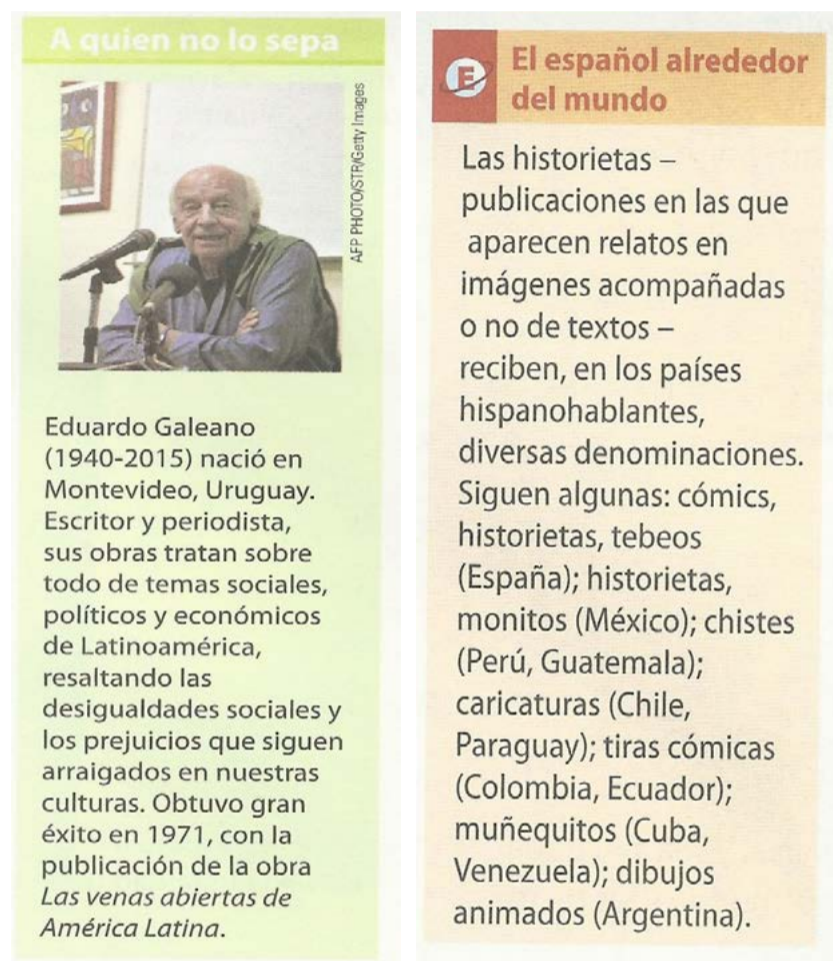 A quien no lo sepa
AFP PHOTO/STR/Getty Images
Eduardo Galeano
(1940-2015) nació en
Montevideo, Uruguay.
Escritor y periodista,
sus obras tratan sobre
todo de temas sociales,
políticos y económicos
de Latinoamérica,
resaltando las
desigualdades sociales y
los prejuicios que siguen
arraigados en nuestras
culturas. Obtuvo gran
éxito en 1971, con la
publicación de la obra
Las venas abiertas de
América Latina.
E
El español alrededor
del mundo
Las historietas –
publicaciones en las que
aparecen relatos en
imágenes acompañadas
o no de textos –
reciben, en los países
hispanohablantes,
diversas denominaciones.
Siguen algunas: cómics,
historietas, tebeos
(España); historietas,
monitos (México); chistes
(Perú, Guatemala);
caricaturas (Chile,
Paraguay); tiras cómicas
(Colombia, Ecuador);
muñequitos (Cuba,
Venezuela); dibujos
animados (Argentina).